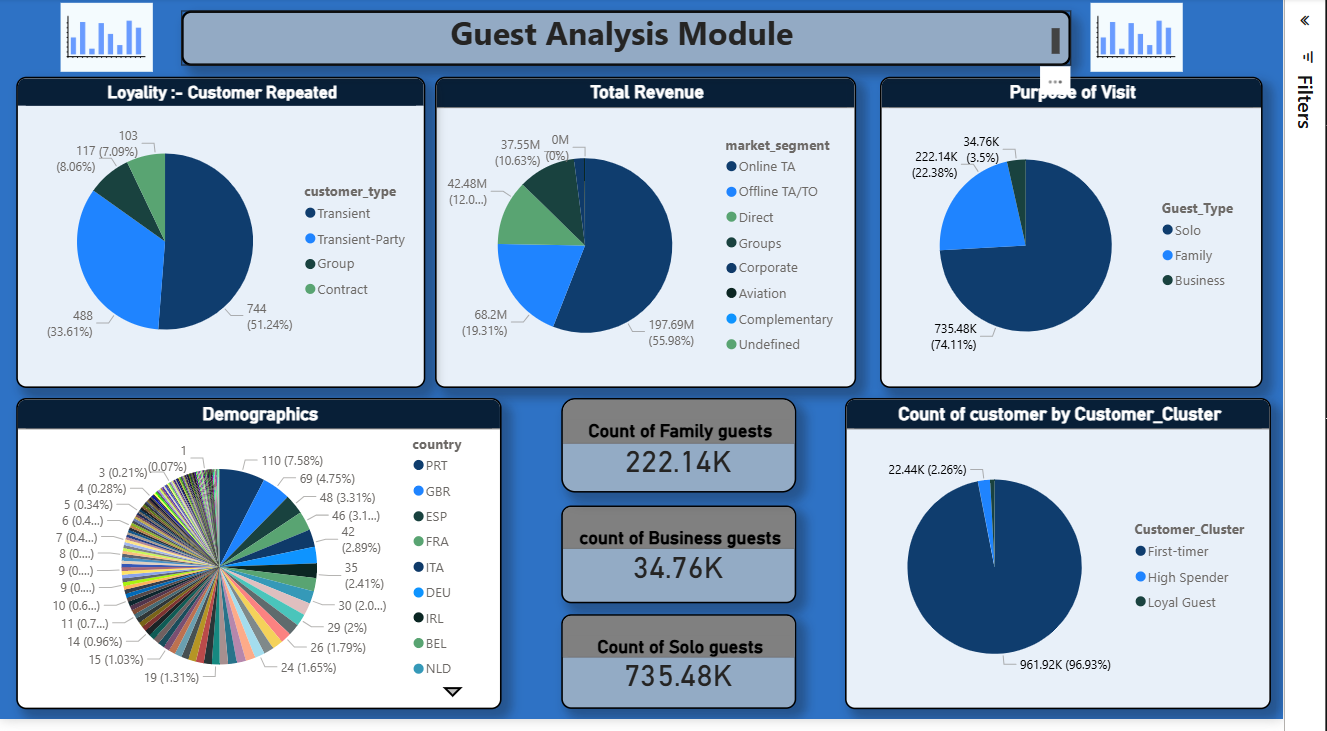 Guest Analysis Module
Filters
Loyality :- Customer Repeated
103
(7.09%)
117
(8.06%)
488
(33.61%)
744
(51.24%)
customer_type
Transient
Transient-Party
Group
Contract
Total Revenue
0M
(0%)
37.55M
(10.63%)
42.48M
(12.0...)
68.2M
(19.31%)
197.69M
(55.98%)
market_segment
Online TA
Offline TA/TO
Direct
Groups
Corporate
Aviation
Complementary
Undefined
Purpose of Visit
34.76K
(3.5%)
222.14K
(22.38%)
735.48K
(74.11%)
Guest_Type
Solo
Family
Business
Demographics
1
(0.07%)
3 (0.21%)
4 (0.28%)
5 (0.34%)
6 (0.4...)
7 (0.4...)
8 (0....)
9 (0....)
9 (0....)
10 (0.6...)
11 (0.7...)
14 (0.96%)
15 (1.03%)
19 (1.31%)
110 (7.58%)
69 (4.75%)
48 (3.31%)
46 (3.1...)
42
(2.89%)
35
(2.41%)
30 (2.0...)
29 (2%)
26 (1.79%)
24 (1.65%)
country
PRT
GBR
ESP
FRA
ITA
DEU
IRL
BEL
NLD
Count of Family guests
222.14K
count of Business guests
34.76K
Count of Solo guests
735.48K
Count of customer by Customer_Cluster
22.44K (2.26%)
961.92K (96.93%)
Customer_Cluster
First-timer
High Spender
Loyal Guest